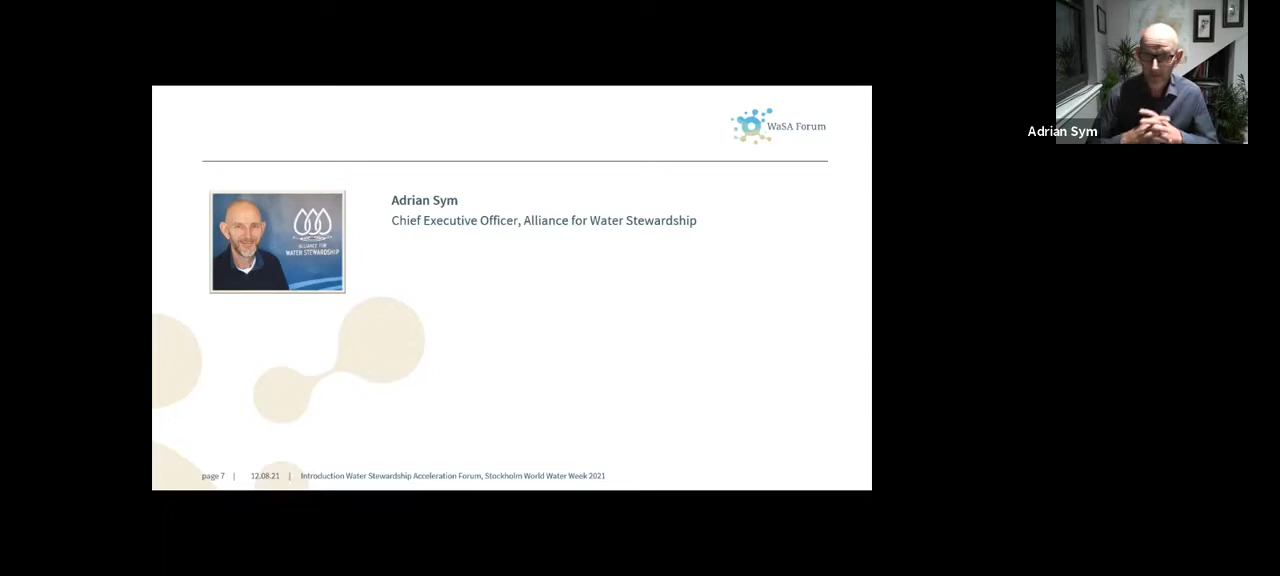 WaSA Forum
Adrian Sym
Adrian Sym
Chief Executive Officer, Alliance for Water Stewardship
ALLIANCE FOR
WATER STEWARDSHIP
page 7 | 12.08.21 | Introduction Water Stewardship Acceleration Forum, Stockholm World Water Week 2021